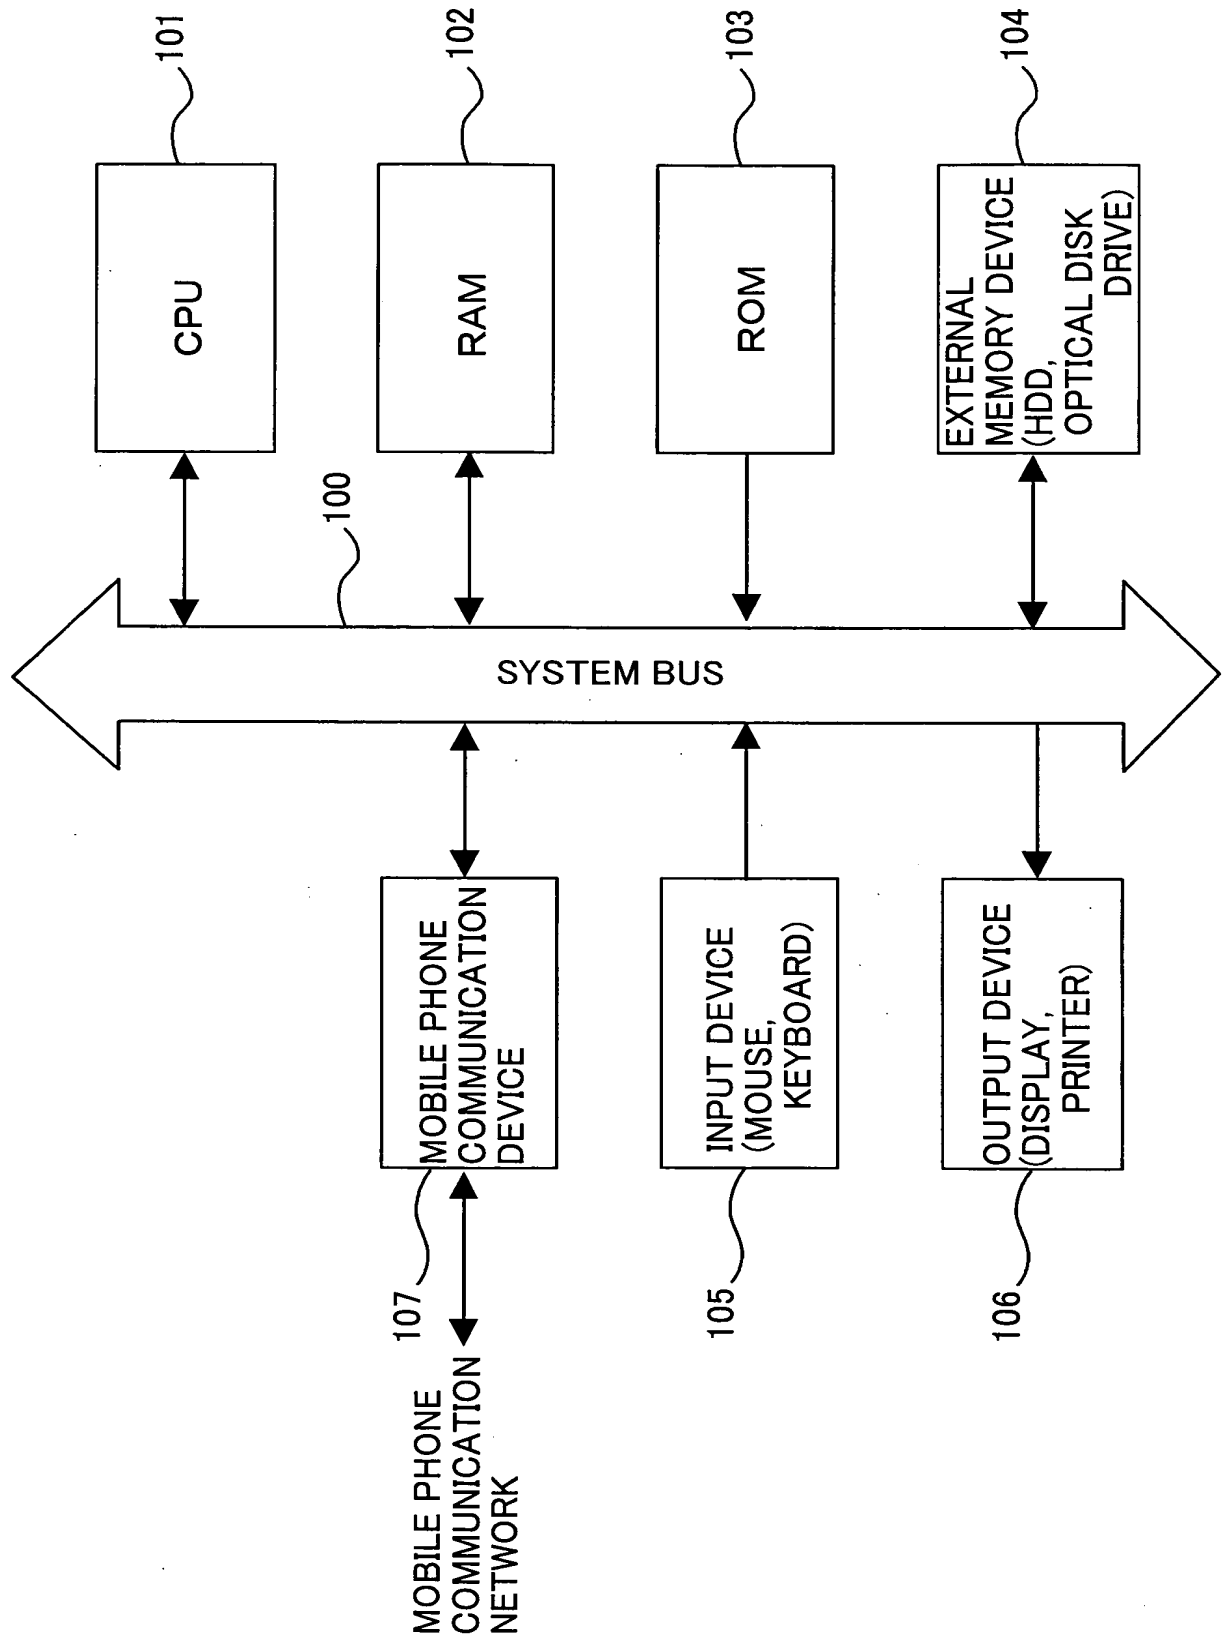 101
CPU
102
RAM
103
ROM
104
EXTERNAL
MEMORY DEVICE
(HDD,
OPTICAL DISK
DRIVE)
100
SYSTEM BUS
MOBILE PHONE
COMMUNICATION
DEVICE
107
MOBILE PHONE
COMMUNICATION
NETWORK
INPUT DEVICE
(MOUSE,
KEYBOARD)
105
OUTPUT DEVICE
(DISPLAY,
PRINTER)
106